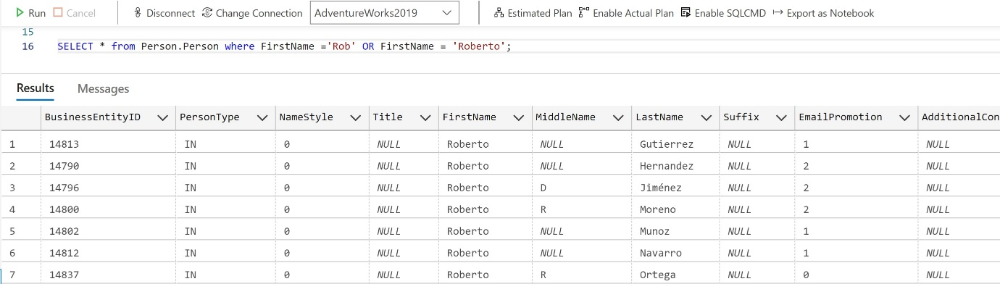 Run Cancel Disconnect Change Connection AdventureWorks2019 Estimated Plan Enable Actual Plan Enable SQLCMD Export as Notebook
15
16 SELECT * from Person.Person where FirstName ='Rob' OR FirstName = 'Roberto';
Results Messages
BusinessEntityID PersonType NameStyle Title FirstName MiddleName LastName Suffix EmailPromotion AdditionalCon
1 14813 IN 0 NULL Roberto NULL Gutierrez NULL 1 NULL
2 14790 IN 0 NULL Roberto NULL Hernandez NULL 2 NULL
3 14796 IN 0 NULL Roberto D Jiménez NULL 2 NULL
4 14800 IN 0 NULL Roberto R Moreno NULL 2 NULL
5 14802 IN 0 NULL Roberto NULL Munoz NULL 1 NULL
6 14812 IN 0 NULL Roberto NULL Navarro NULL 1 NULL
7 14837 IN 0 NULL Roberto R Ortega NULL 0 NULL